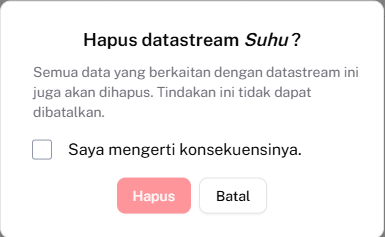 Hapus datastream Suhu ?
Semua data yang berkaitan dengan datastream ini
juga akan dihapus. Tindakan ini tidak dapat
dibatalkan.
Saya mengerti konsekuensinya.
Hapus Batal